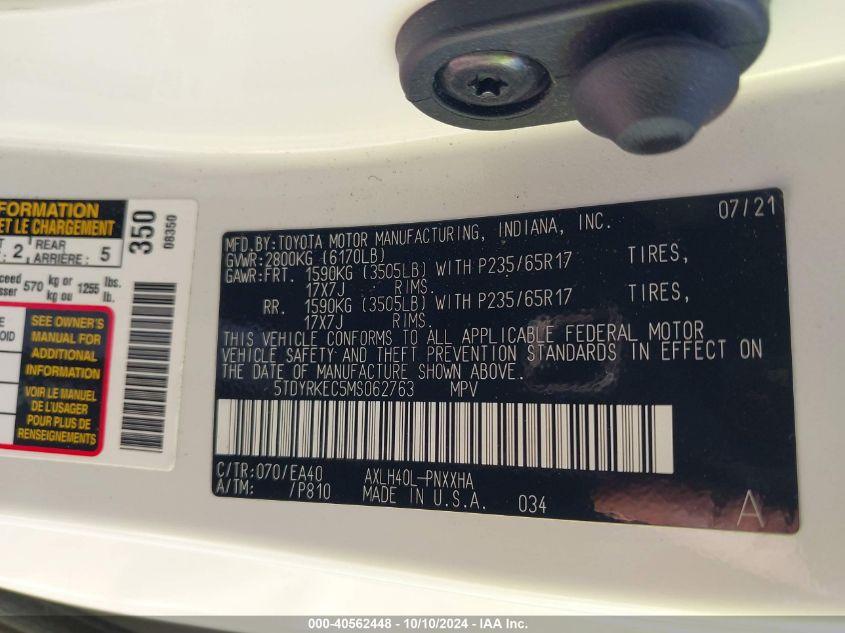 FORMATION
ET LE CHARGEMENT
2 REAR
ARRIÈRE: 5
570 kg or 1255 lbs.
kg ou lb.
SEE OWNER'S
MANUAL FOR
ADDITIONAL
INFORMATION
VOIR LE MANUEL
DE L'USAGER
POUR PLUS DE
RENSEIGNEMENTS
350
08350
07/21
MFD.BY:TOYOTA MOTOR MANUFACTURING, INDIANA, INC.
GVWR:2800KG (6170LB)
GAWR:FRT. 1590KG (3505LB) WITH P235/65R17 TIRES,
17X7J RIMS.
RR. 1590KG (3505LB) WITH P235/65R17 TIRES,
17X7J RIMS.
THIS VEHICLE CONFORMS TO ALL APPLICABLE FEDERAL MOTOR
VEHICLE SAFETY AND THEFT PREVENTION STANDARDS IN EFFECT ON
THE DATE OF MANUFACTURE SHOWN ABOVE.
5TDYRKEC5MS062763 MPV
C/TR:070/EA40 AXLH40L-PNXXHA
A/TM: /P810 MADE IN U.S.A. 034
A
000-40562448 - 10/10/2024 - IAA Inc.